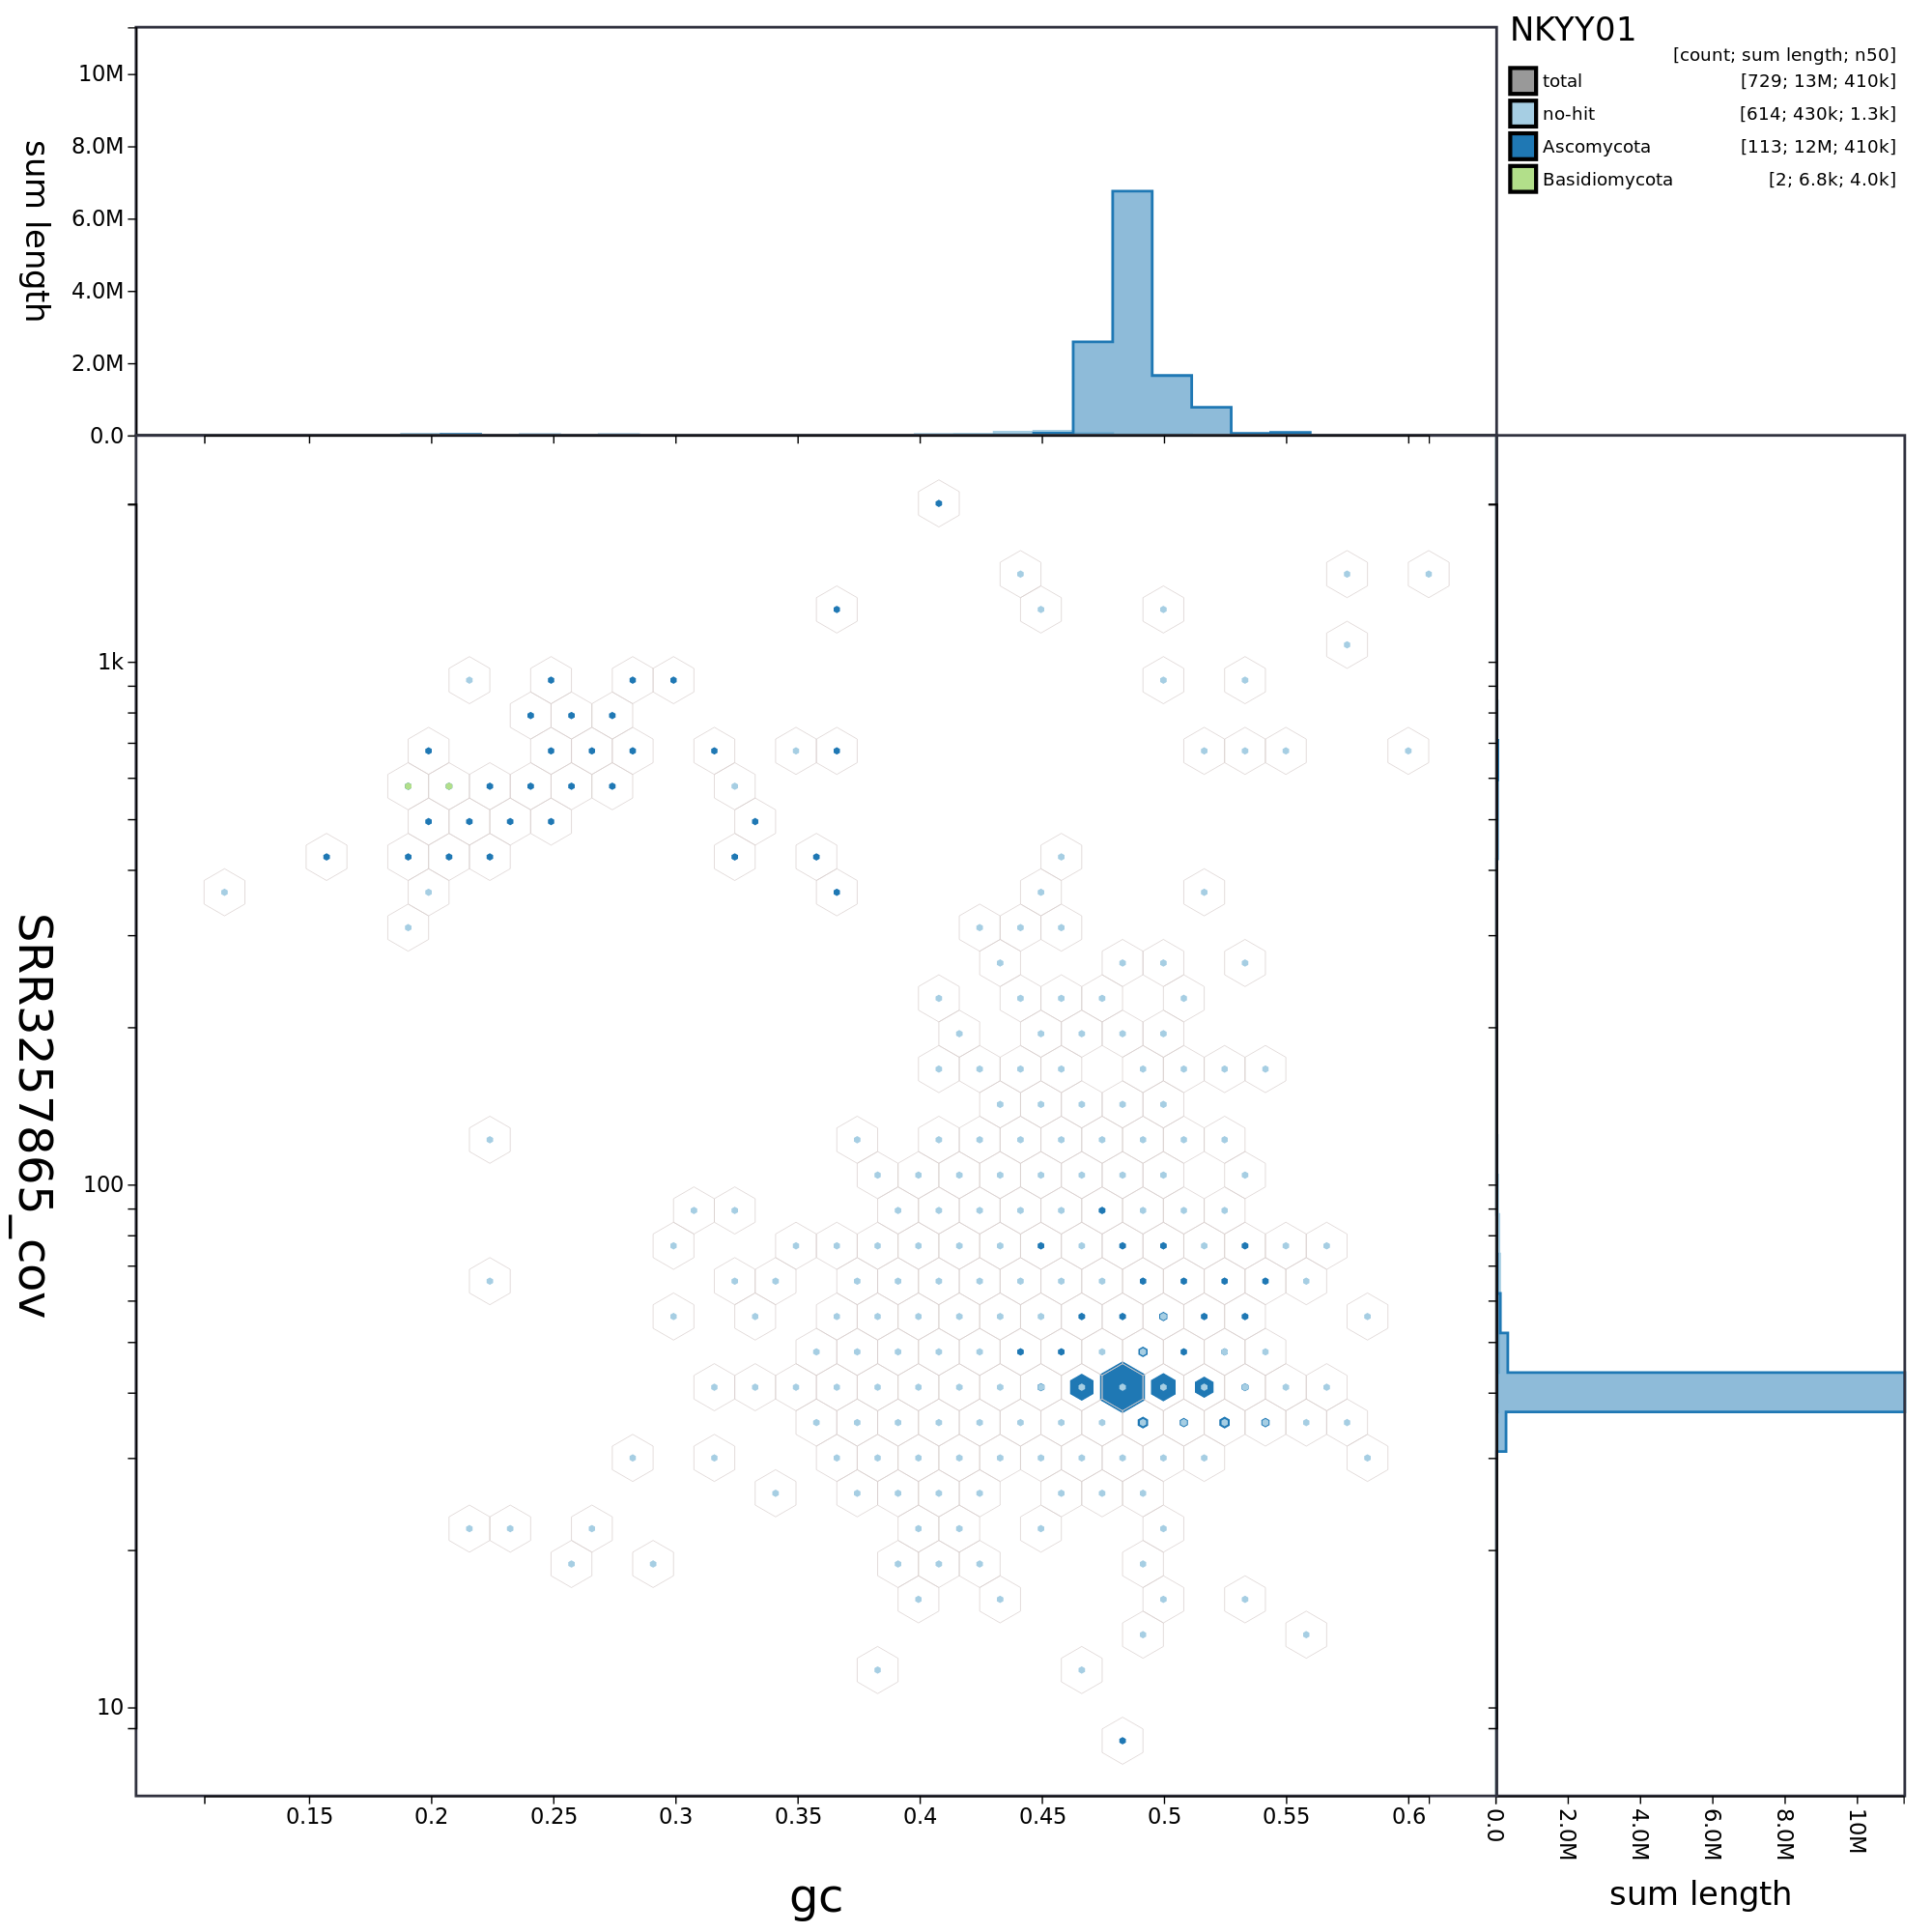 NKYY01
[count; sum length; n50]
total [729; 13M; 410k]
no-hit [614; 430k; 1.3k]
Ascomycota [113; 12M; 410k]
Basidiomycota [2; 6.8k; 4.0k]
sum length
10M
8.0M
6.0M
4.0M
2.0M
0.0
SRR3257865_cov
1k
100
10
0.15 0.2 0.25 0.3 0.35 0.4 0.45 0.5 0.55 0.6
gc
0.0 2.0M 4.0M 6.0M 8.0M 10M
sum length